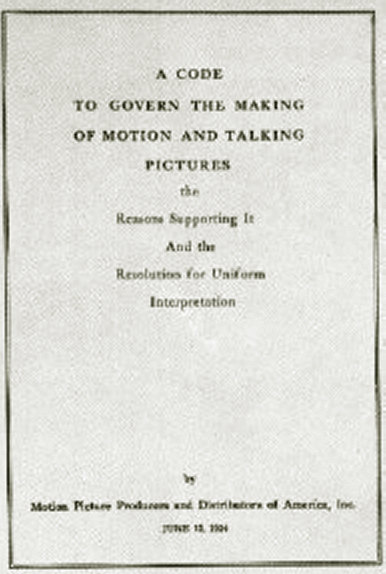 A CODE
TO GOVERN THE MAKING
OF MOTION AND TALKING
PICTURES
the
Reasons Supporting It
And the
Resolution for Uniform
Interpretation
by
Motion Picture Producers and Distributors of America, Inc.
JUNE 13, 1934